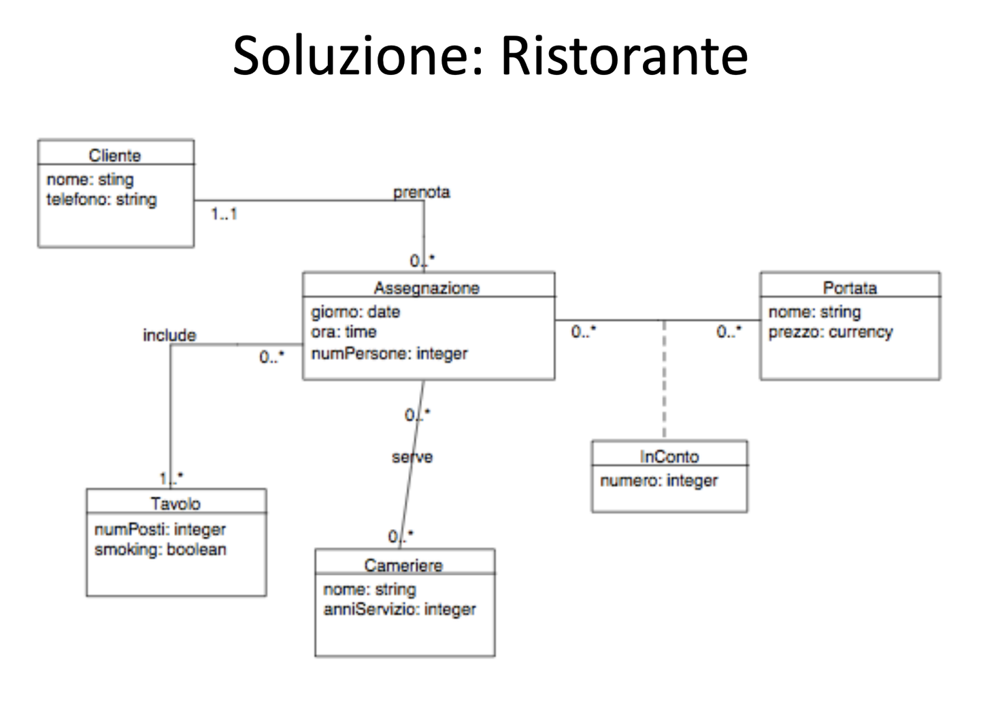 Soluzione: Ristorante
Cliente
nome: sting
telefono: string
prenota
1..1
0..*
Assegnazione
giorno: date
ora: time
numPersone: integer
Portata
nome: string
prezzo: currency
0..*
0..*
include
0..*
0..*
serve
InConto
numero: integer
1..*
Tavolo
numPosti: integer
smoking: boolean
0..*
Cameriere
nome: string
anniServizio: integer